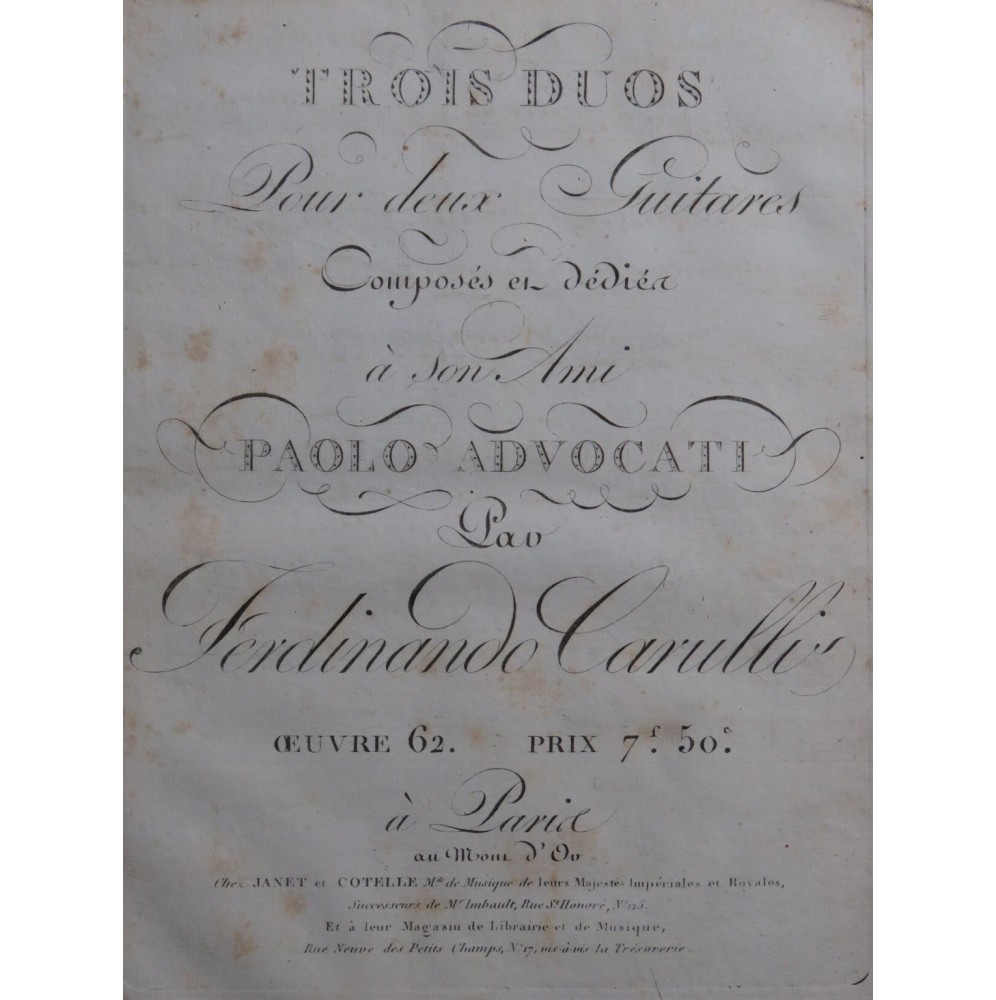 TROIS DUOS
Pour deux Guitares
Composés et dédiés
à son Ami
PAOLO ADVOCATI
Par
Ferdinando Carulli
ŒUVRE 62. PRIX 7f. 50c.
à Paris
au Mont d'Or
Chez JANET et COTELLE Mds de Musique de leurs Majestés Impériales et Royales,
Successeurs de Mr Imbault, Rue St Honoré, No 125.
Et à leur Magasin de Librairie et de Musique,
Rue Neuve des Petits Champs, No 17, vis-à-vis la Trésorerie.